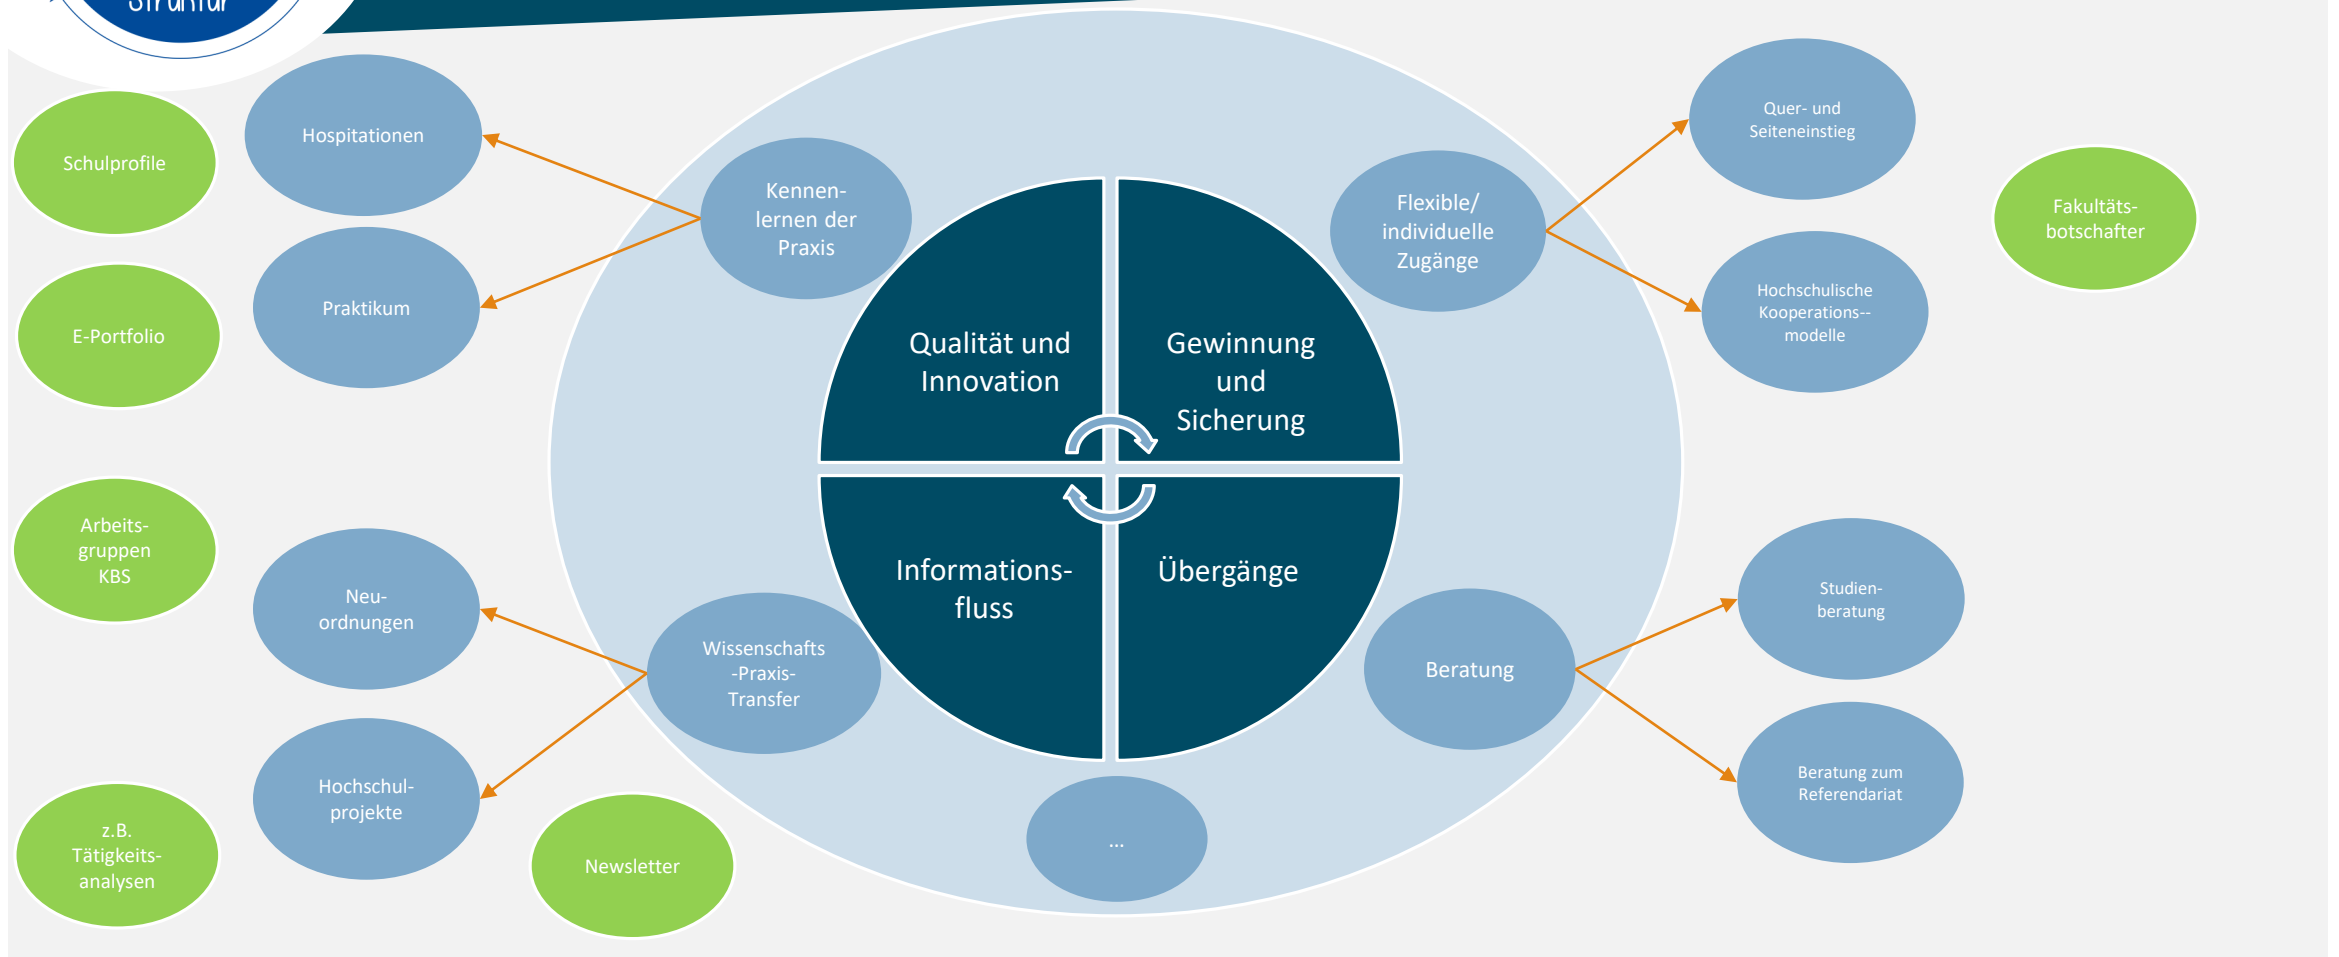 Struktur
Schulprofile
Hospitationen
E-Portfolio
Praktikum
Kennen-
lernen der
Praxis
Qualität und
Innovation
Gewinnung
und
Sicherung
Flexible/
individuelle
Zugänge
Quer- und
Seiteneinstieg
Hochschulische
Kooperations--
modelle
Fakultäts-
botschafter
Arbeits-
gruppen
KBS
Neu-
ordnungen
Hochschul-
projekte
z.B.
Tätigkeits-
analysen
Wissenschafts
-Praxis-
Transfer
Newsletter
Informations-
fluss
Übergänge
...
Beratung
Studien-
beratung
Beratung zum
Referendariat